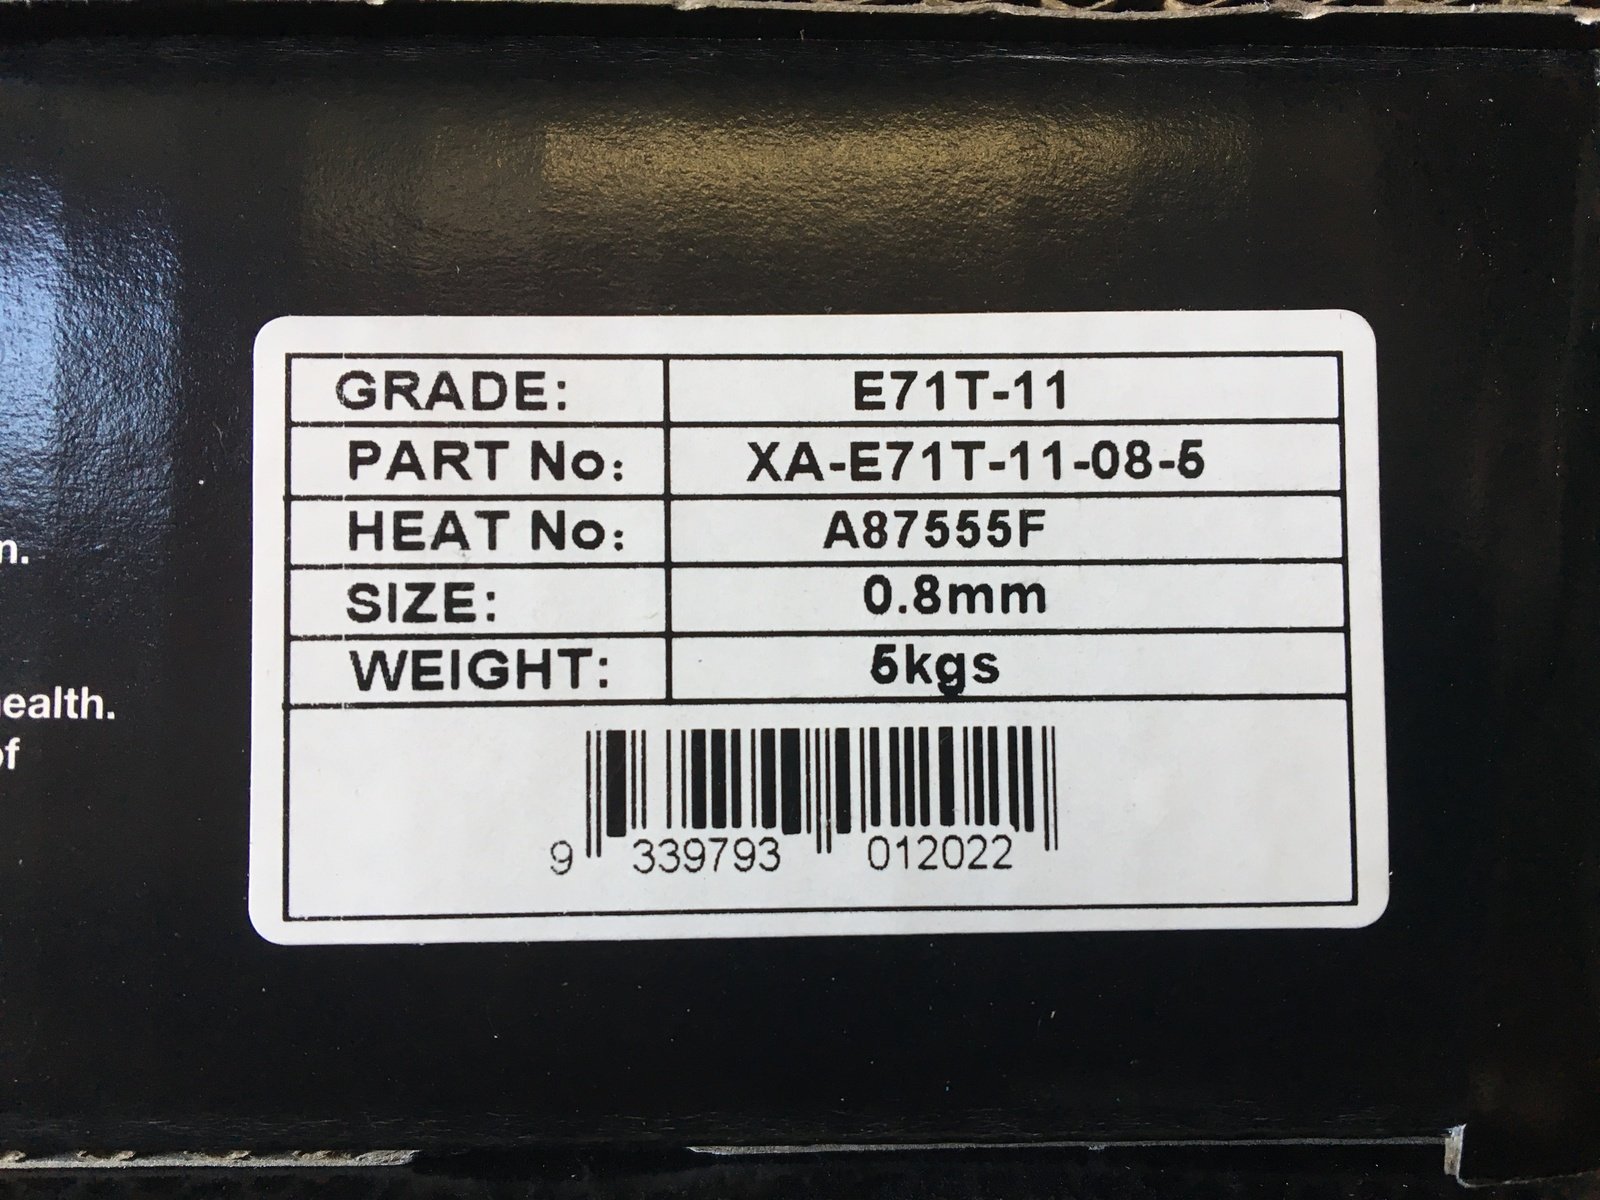 GRADE: E71T-11
PART No: XA-E71T-11-08-5
HEAT No: A87555F
SIZE: 0.8mm
WEIGHT: 5kgs
9 339793 012022
n.
ealth.
of